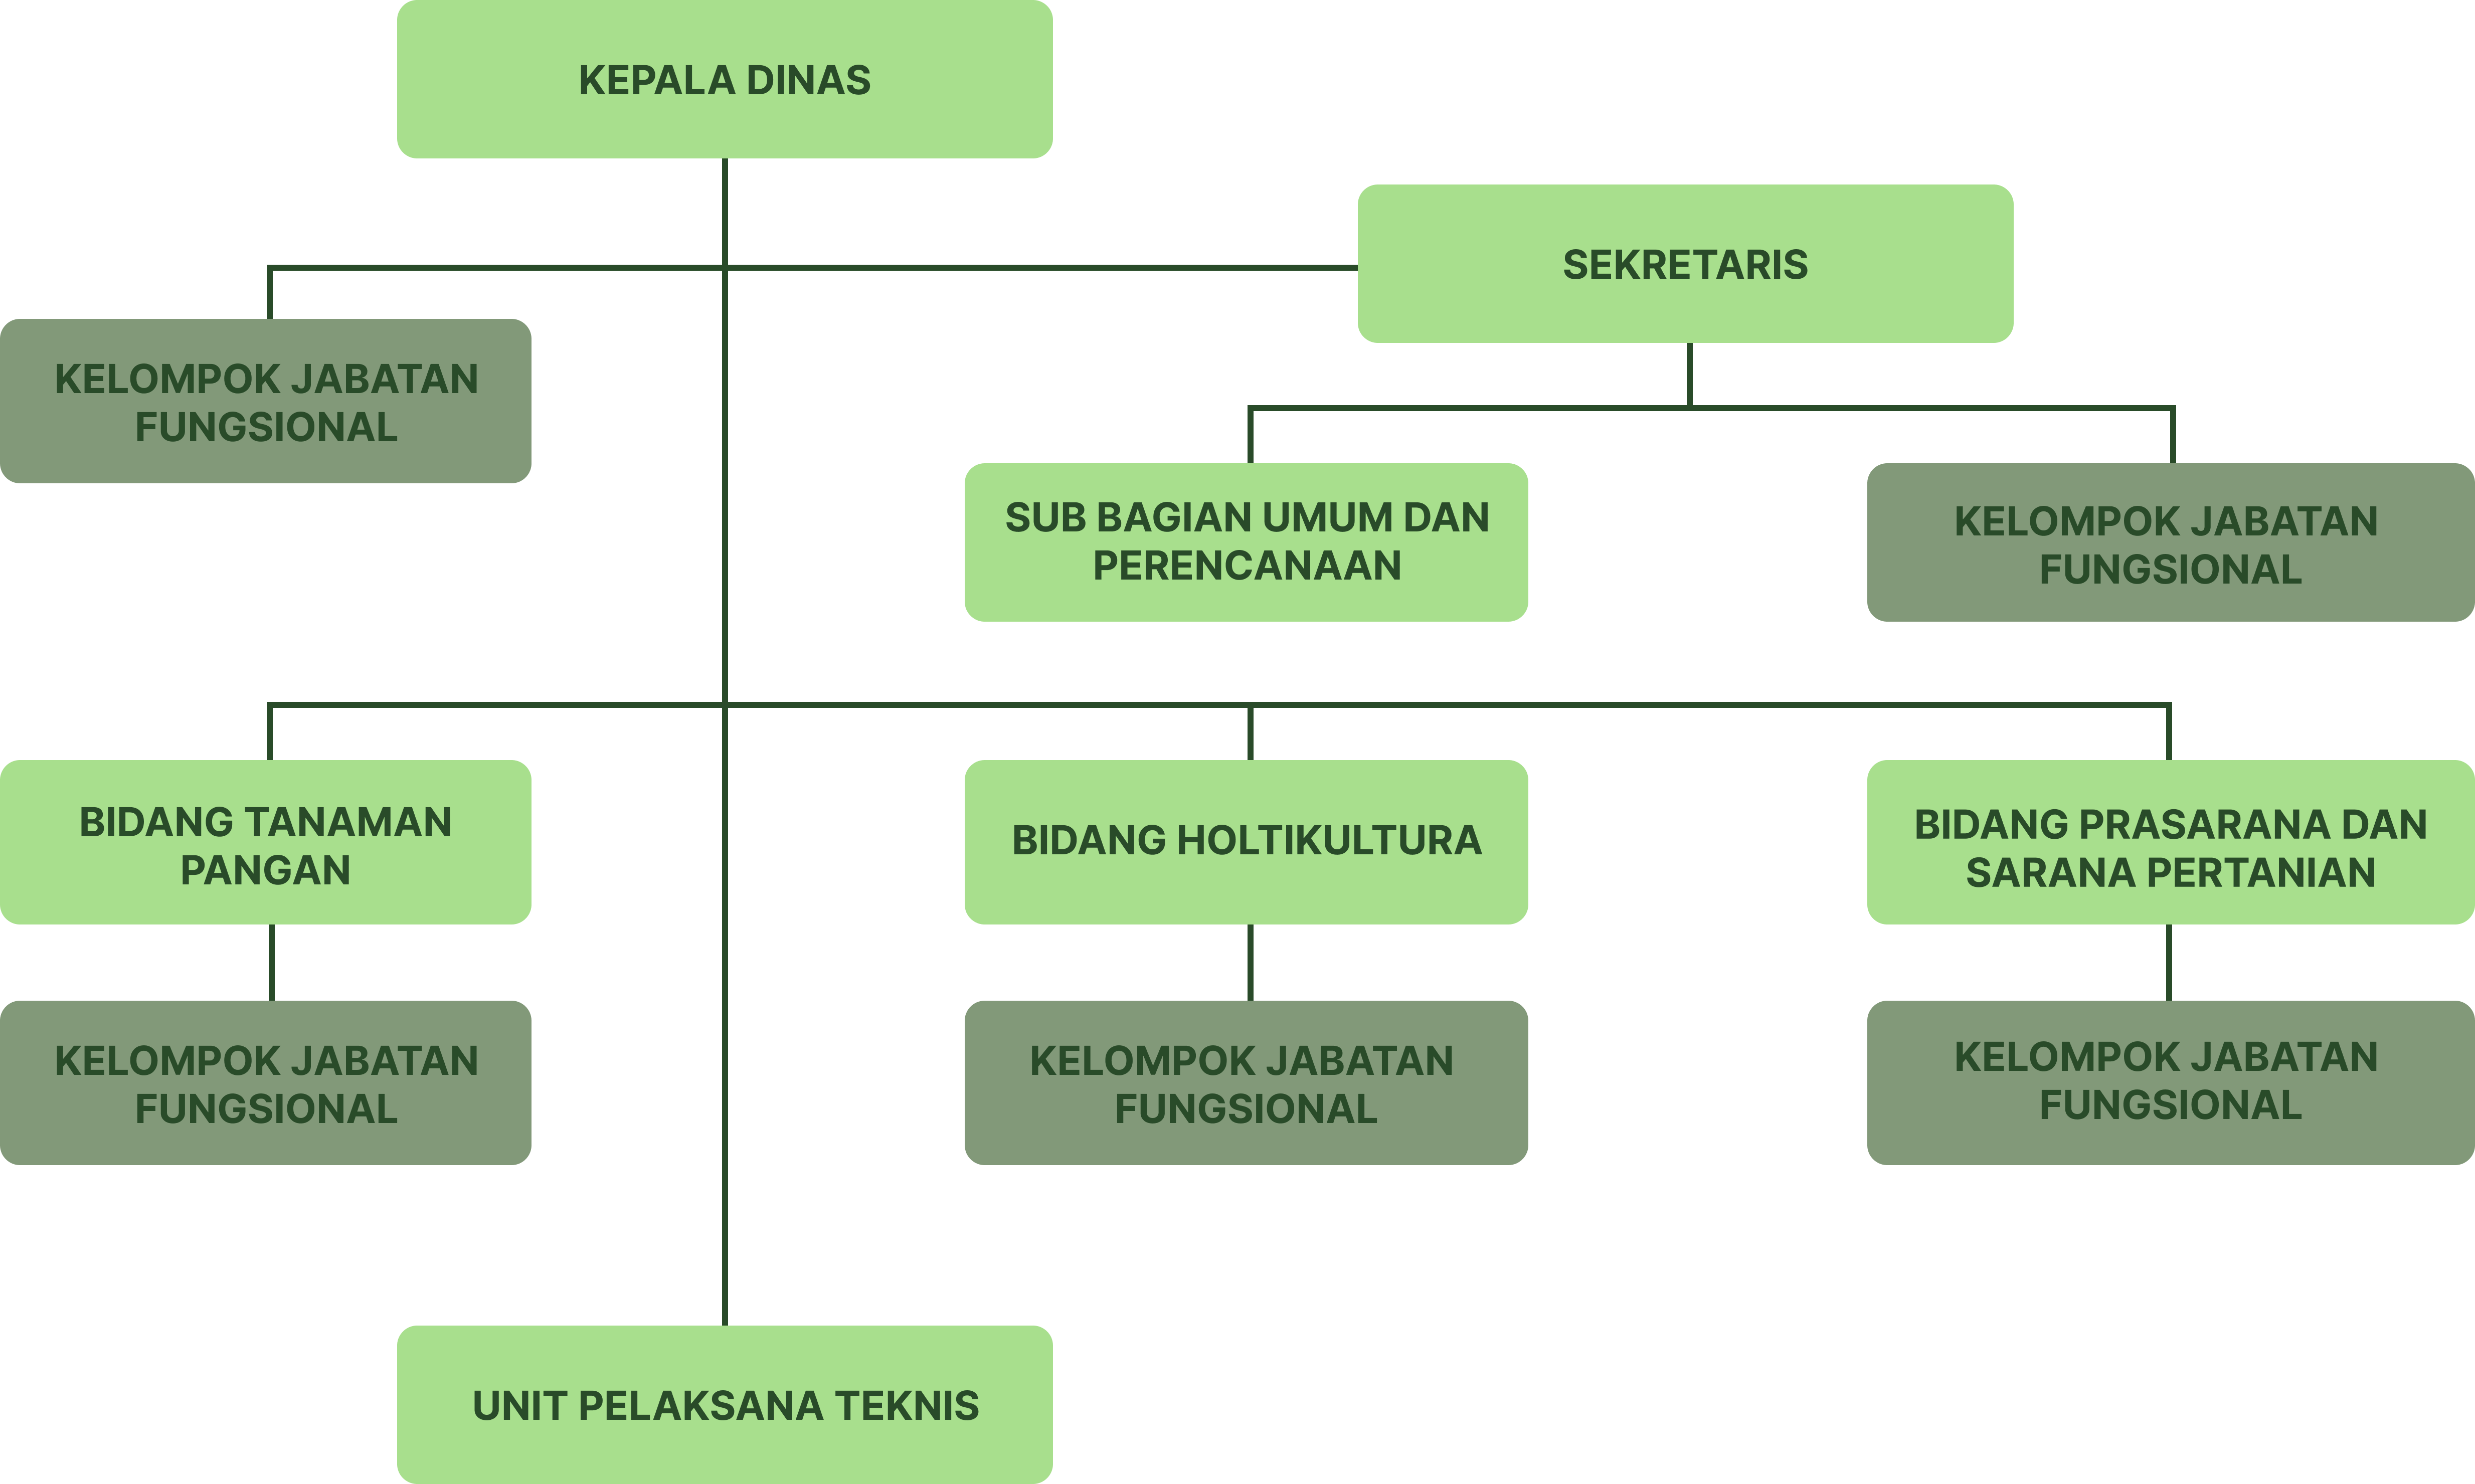 KEPALA DINAS
SEKRETARIS
KELOMPOK JABATAN
FUNGSIONAL
SUB BAGIAN UMUM DAN
PERENCANAAN
KELOMPOK JABATAN
FUNGSIONAL
BIDANG TANAMAN
PANGAN
BIDANG HOLTIKULTURA
BIDANG PRASARANA DAN
SARANA PERTANIAN
KELOMPOK JABATAN
FUNGSIONAL
KELOMPOK JABATAN
FUNGSIONAL
KELOMPOK JABATAN
FUNGSIONAL
UNIT PELAKSANA TEKNIS